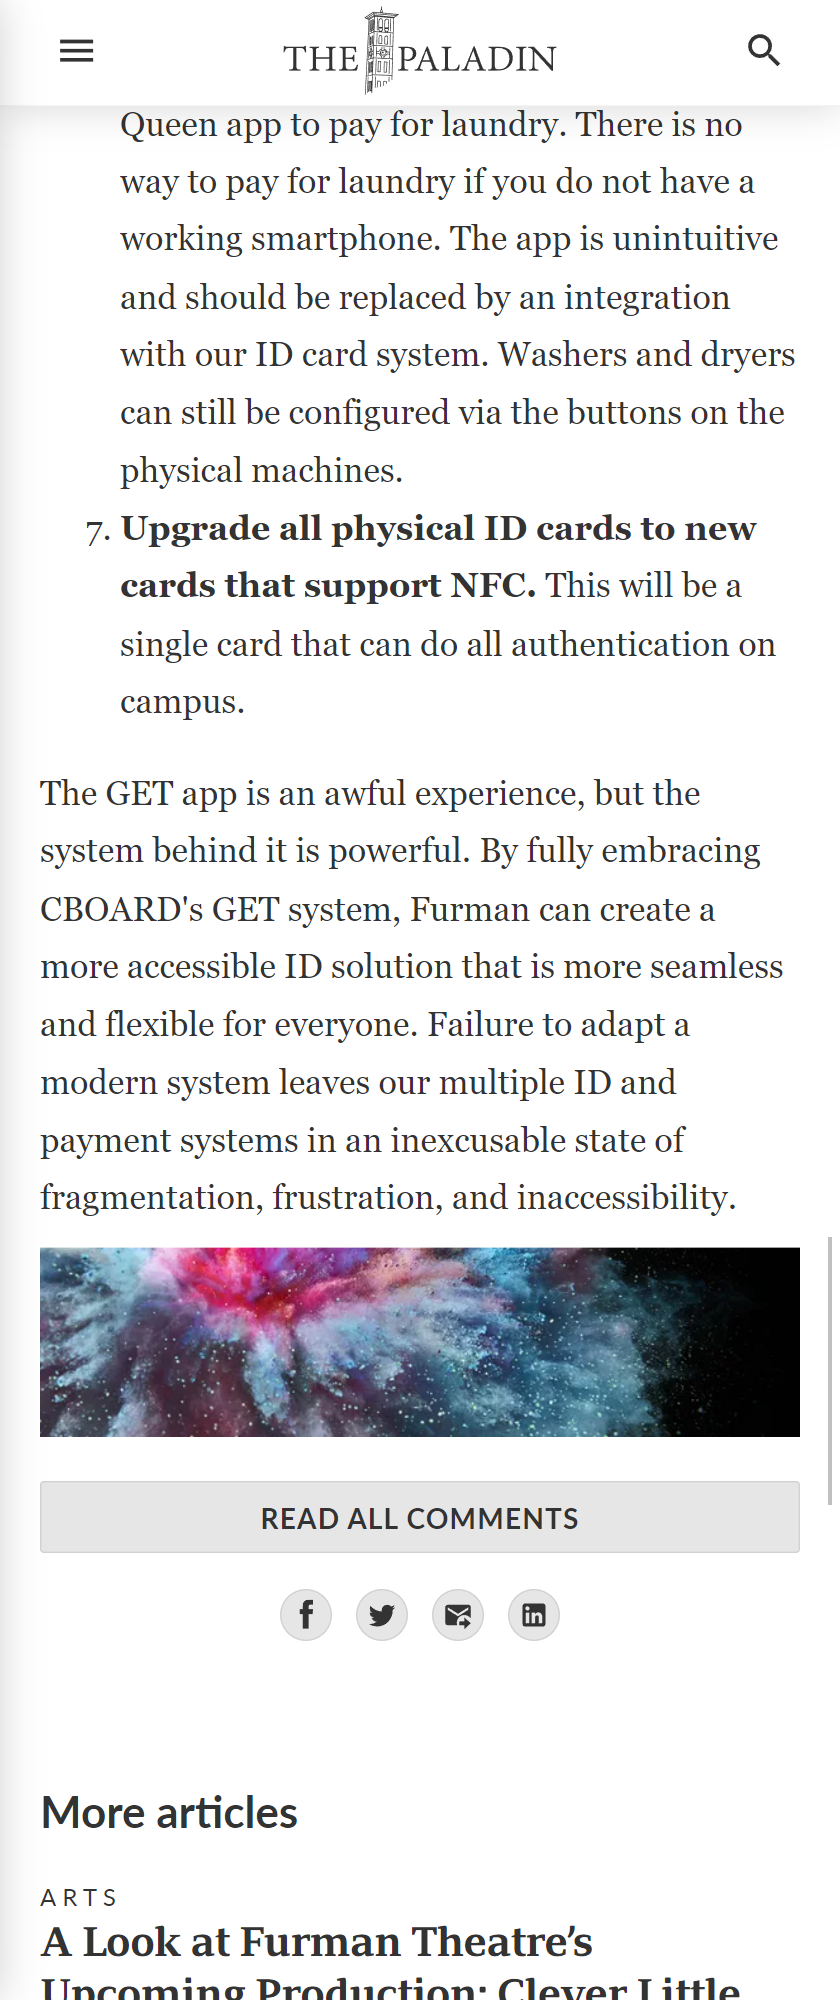 THE PALADIN
Queen app to pay for laundry. There is no
way to pay for laundry if you do not have a
working smartphone. The app is unintuitive
and should be replaced by an integration
with our ID card system. Washers and dryers
can still be configured via the buttons on the
physical machines.
7. Upgrade all physical ID cards to new
cards that support NFC. This will be a
single card that can do all authentication on
campus.
The GET app is an awful experience, but the
system behind it is powerful. By fully embracing
CBOARD's GET system, Furman can create a
more accessible ID solution that is more seamless
and flexible for everyone. Failure to adapt a
modern system leaves our multiple ID and
payment systems in an inexcusable state of
fragmentation, frustration, and inaccessibility.
READ ALL COMMENTS
More articles
ARTS
A Look at Furman Theatre’s
Upcoming Production: Clever Little